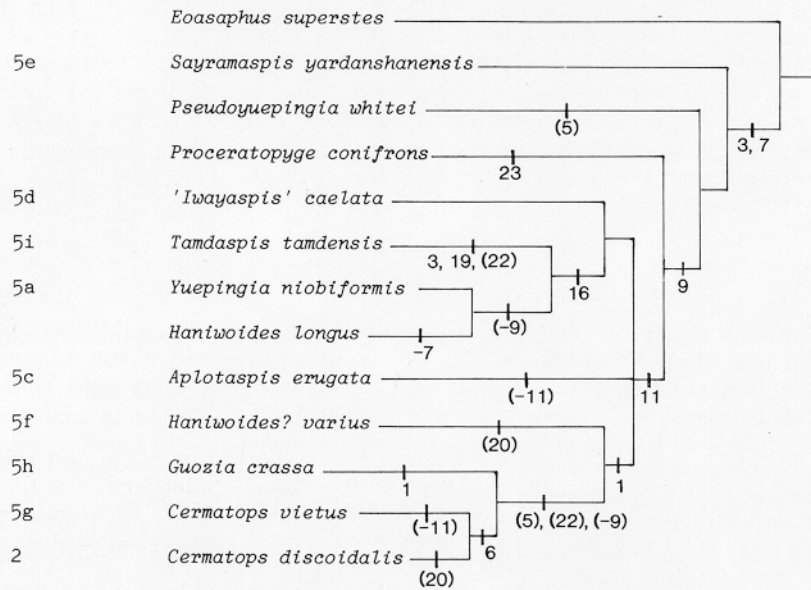 Eoasaphus superstes
5e Sayramaspis yardanshanensis
Pseudoyuepingia whitei
(5)
3, 7
Proceratopyge conifrons
23
5d 'Iwayaspis' caelata
5i Tamdaspis tamdensis
3, 19, (22)
16
9
5a Yuepingia niobiformis
(-9)
Haniwoides longus
-7
5c Aplotaspis erugata
(-11)
11
5f Haniwoides? varius
(20)
5h Guozia crassa
1
1
5g Cermatops vietus
(-11)
(5), (22), (-9)
6
2 Cermatops discoidalis
(20)